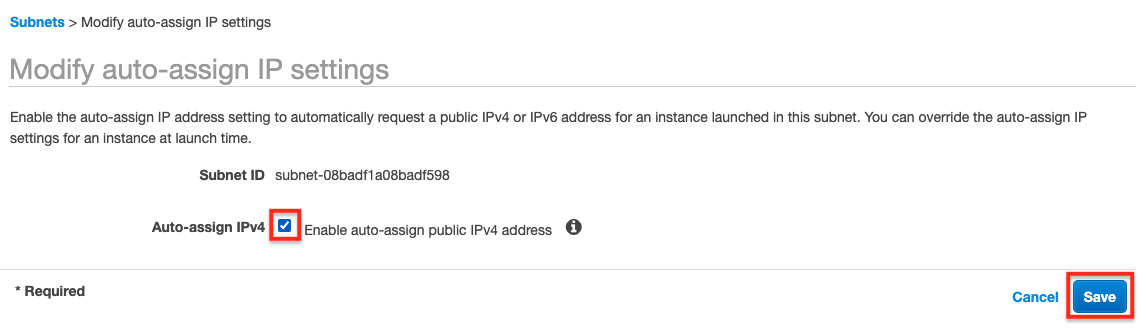 Subnets > Modify auto-assign IP settings
Modify auto-assign IP settings
Enable the auto-assign IP address setting to automatically request a public IPv4 or IPv6 address for an instance launched in this subnet. You can override the auto-assign IP
settings for an instance at launch time.
Subnet ID subnet-08badf1a08badf598
Auto-assign IPv4 Enable auto-assign public IPv4 address
* Required
Cancel Save